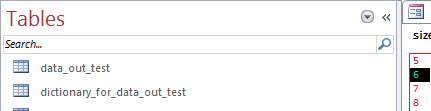 Tables
Search...
data_out_test
dictionary_for_data_out_test
size
5
6
7
8